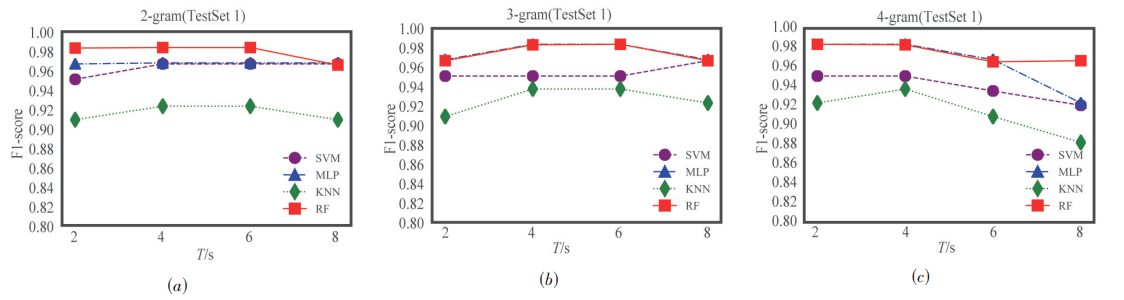 2-gram(TestSet 1)
1.00
0.98
0.96
0.94
0.92
0.90
0.88
0.86
0.84
0.82
0.80
F1-score
SVM
MLP
KNN
RF
2 4 6 8
T/s
(a)
3-gram(TestSet 1)
1.00
0.98
0.96
0.94
0.92
0.90
0.88
0.86
0.84
0.82
0.80
F1-score
SVM
MLP
KNN
RF
2 4 6 8
T/s
(b)
4-gram(TestSet 1)
1.00
0.98
0.96
0.94
0.92
0.90
0.88
0.86
0.84
0.82
0.80
F1-score
SVM
MLP
KNN
RF
2 4 6 8
T/s
(c)